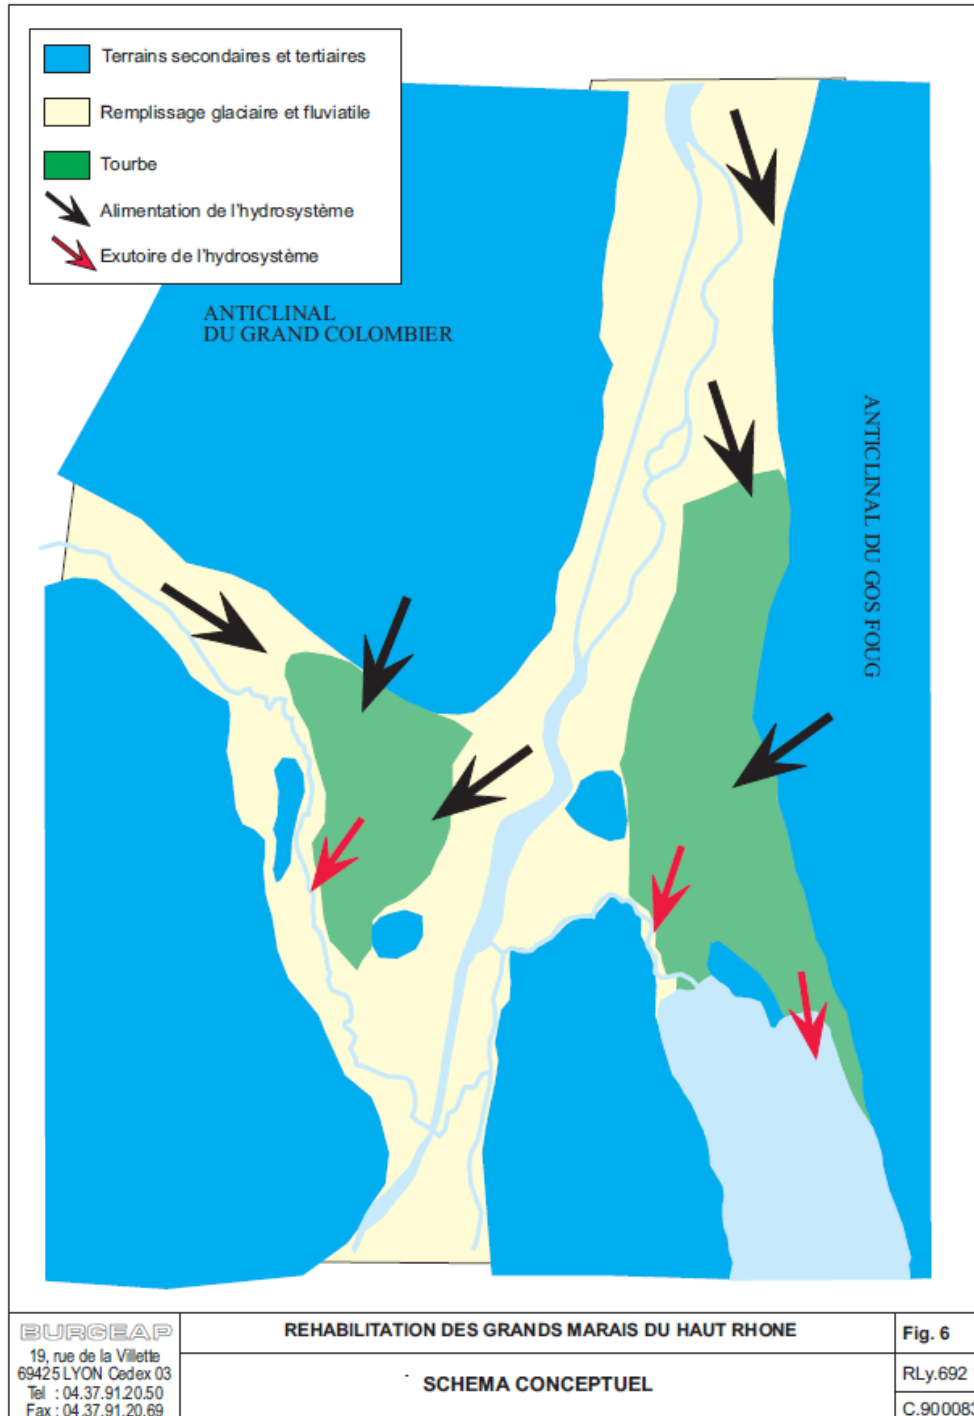 Terrains secondaires et tertiaires
Remplissage glaciaire et fluviatile
Tourbe
Alimentation de l'hydrosystème
Exutoire de l'hydrosystème
ANTICLINAL
DU GRAND COLOMBIER
ANTICLINAL DU GOS FOUG
BURGEAP
19, rue de la Villette
69425 LYON Cedex 03
Tel : 04.37.91.20.50
Fax : 04.37.91.20.69
REHABILITATION DES GRANDS MARAIS DU HAUT RHONE
SCHEMA CONCEPTUEL
Fig. 6
RLy.692
C.900083